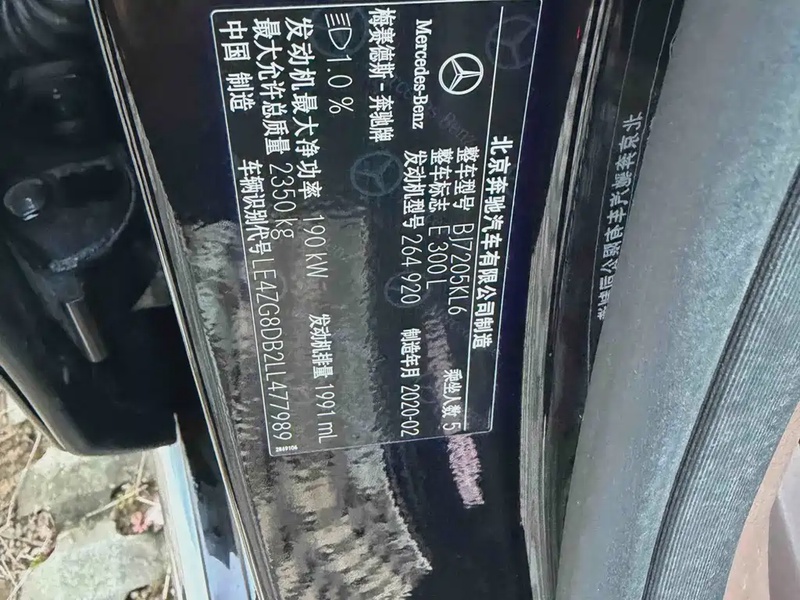 北京奔驰汽车有限公司制造
Mercedes-Benz
整车型号 BJ7205KL6 乘坐人数 5
整车标志 E 300 L
梅赛德斯-奔驰牌 发动机型号 264 920 制造年月 2020-02
1.0 %
发动机最大净功率 190 kW 发动机排量 1991 mL
最大允许总质量 2350 kg
中国 制造 车辆识别代号 LE4ZG8DB2LL477989
2849106